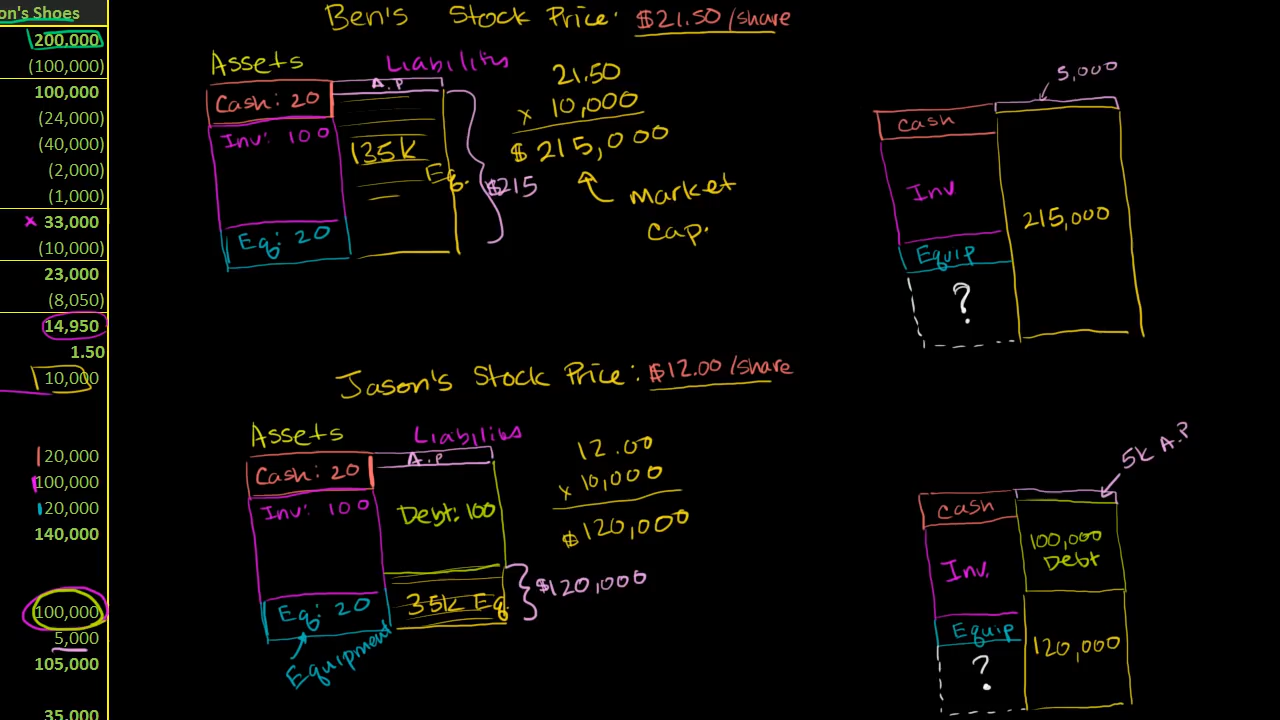 on's Shoes
200,000
(100,000)
100,000
(24,000)
(40,000)
(2,000)
(1,000)
x 33,000
(10,000)
23,000
(8,050)
14,950
1.50
10,000
120,000
100,000
120,000
140,000
100,000
5,000
105,000
35,000
Ben's Stock Price: $21.50 /share
Assets
Liabilitys
A.P
Cash: 20
Inv: 100
Eq: 20
135k
Eq.
$215
21.50
x 10,000
$215,000
market
cap.
5,000
cash
Inv
Equip
?
215,000
Jason's Stock Price: $12.00 /share
Assets
Liabilitis
A.P
Cash: 20
Inv: 100
Eq: 20
Equipment
Debt: 100
35k Eq.
$120,000
12.00
x 10,000
$120,000
5k A.P
cash
Inv.
Equip
?
100,000
Debt
120,000